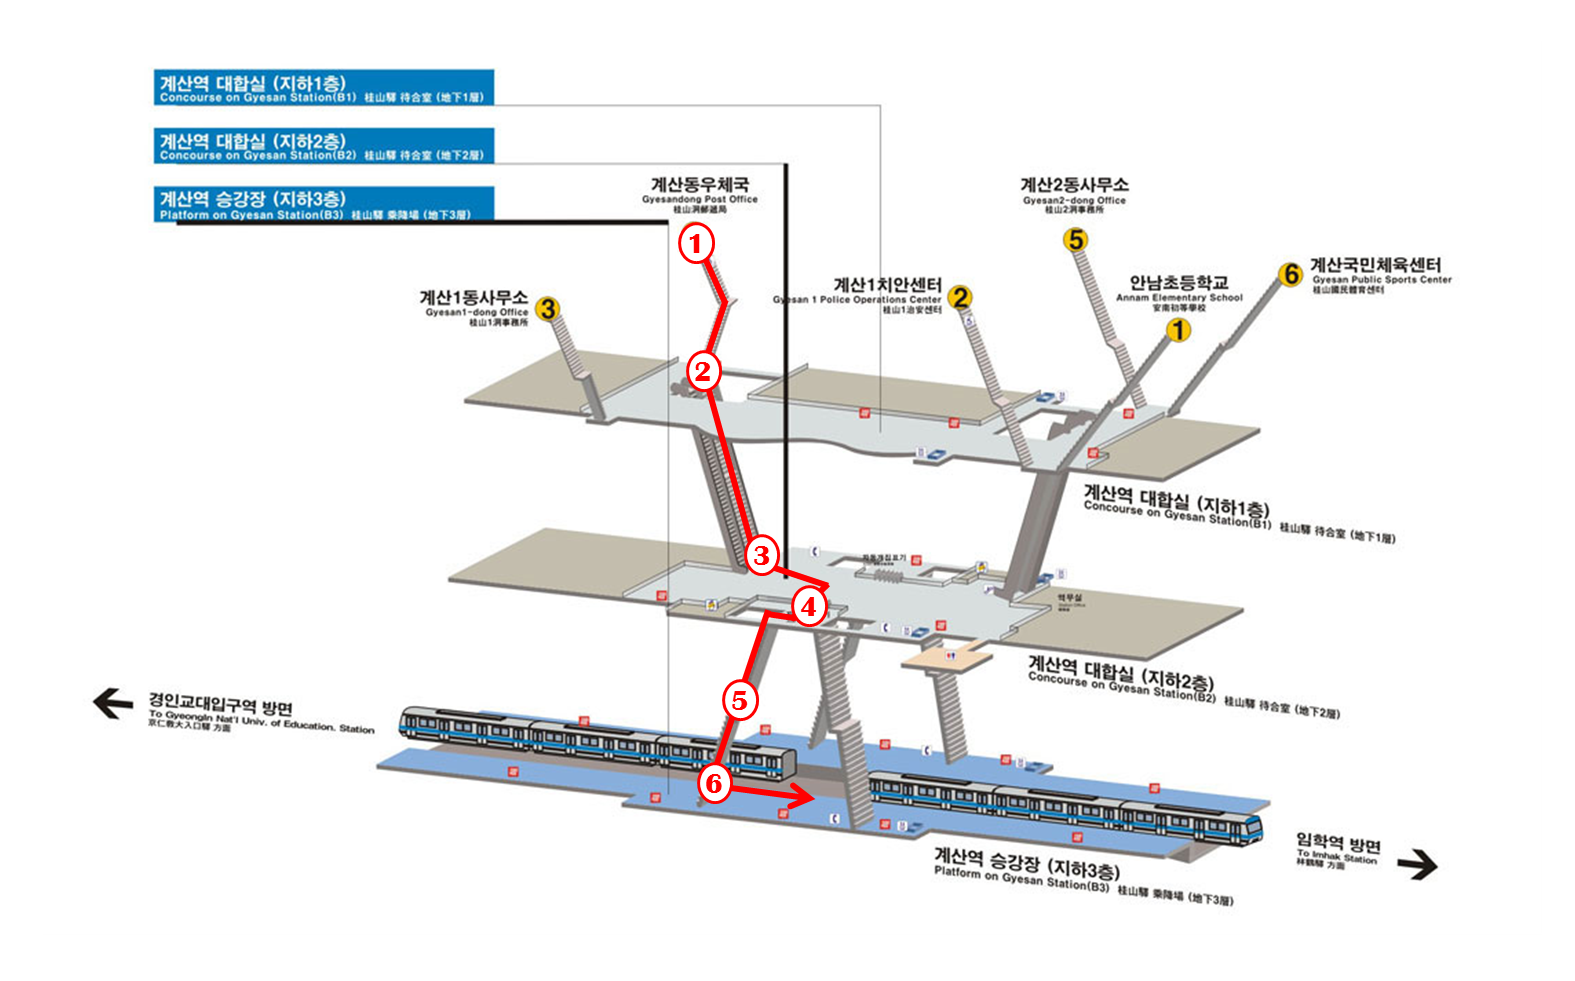 계산역 대합실 (지하1층)
Concourse on Gyesan Station(B1) 桂山驛 待合室 (地下1層)
계산역 대합실 (지하2층)
Concourse on Gyesan Station(B2) 桂山驛 待合室 (地下2層)
계산역 승강장 (지하3층)
Platform on Gyesan Station(B3) 桂山驛 乘降場 (地下3層)
계산동우체국
Gyesandong Post Office
桂山洞郵遞局
1
계산2동사무소
Gyesan2-dong Office
桂山2洞事務所
5
계산1동사무소
Gyesan1-dong Office
桂山1洞事務所
3
계산1치안센터
Gyesan 1 Police Operations Center
桂山1治安센터
2
안남초등학교
Annam Elementary School
安南初等學校
1
6
계산국민체육센터
Gyesan Public Sports Center
桂山國民體育센터
2
계산역 대합실 (지하1층)
Concourse on Gyesan Station(B1) 桂山驛 待合室 (地下1層)
3
자동개집표기
4
역무실
계산역 대합실 (지하2층)
Concourse on Gyesan Station(B2) 桂山驛 待合室 (地下2層)
5
경인교대입구역 방면
To GyeongIn Nat'l Univ. of Education. Station
京仁敎大入口驛 方面
6
임학역 방면
To Imhak Station
林鶴驛 方面
계산역 승강장 (지하3층)
Platform on Gyesan Station(B3) 桂山驛 乘降場 (地下3層)